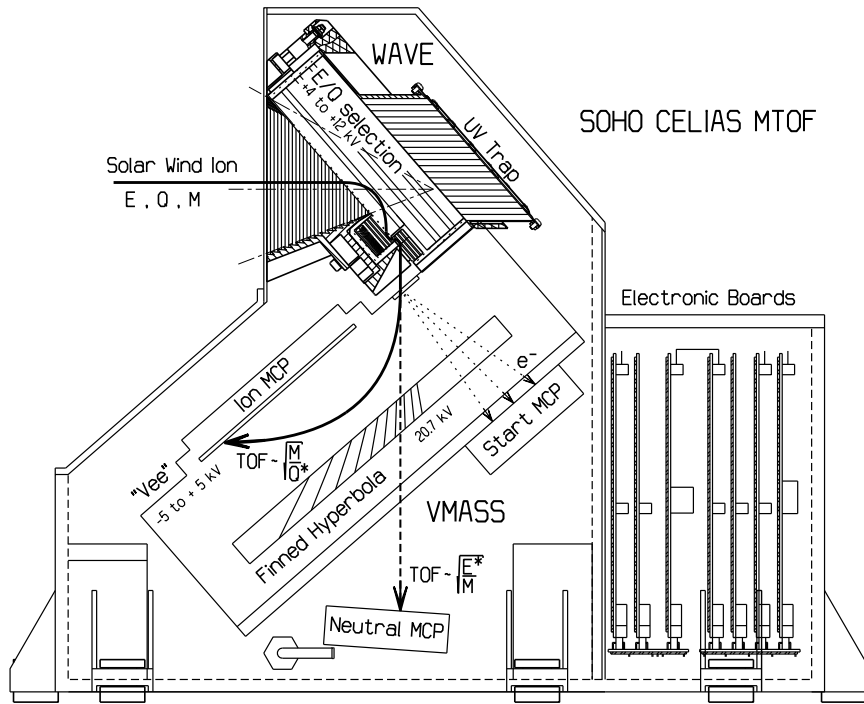 WAVE
E/Q selection
+4 to +12 kV
UV Trap
SOHO CELIAS MTOF
Solar Wind Ion
E, Q, M
Electronic Boards
Ion MCP
e-
20.7 kV
Start MCP
"Vee"
-5 to + 5 kV
TOF~√M/Q*
Finned Hyperbola
VMASS
TOF~√E*/M
Neutral MCP